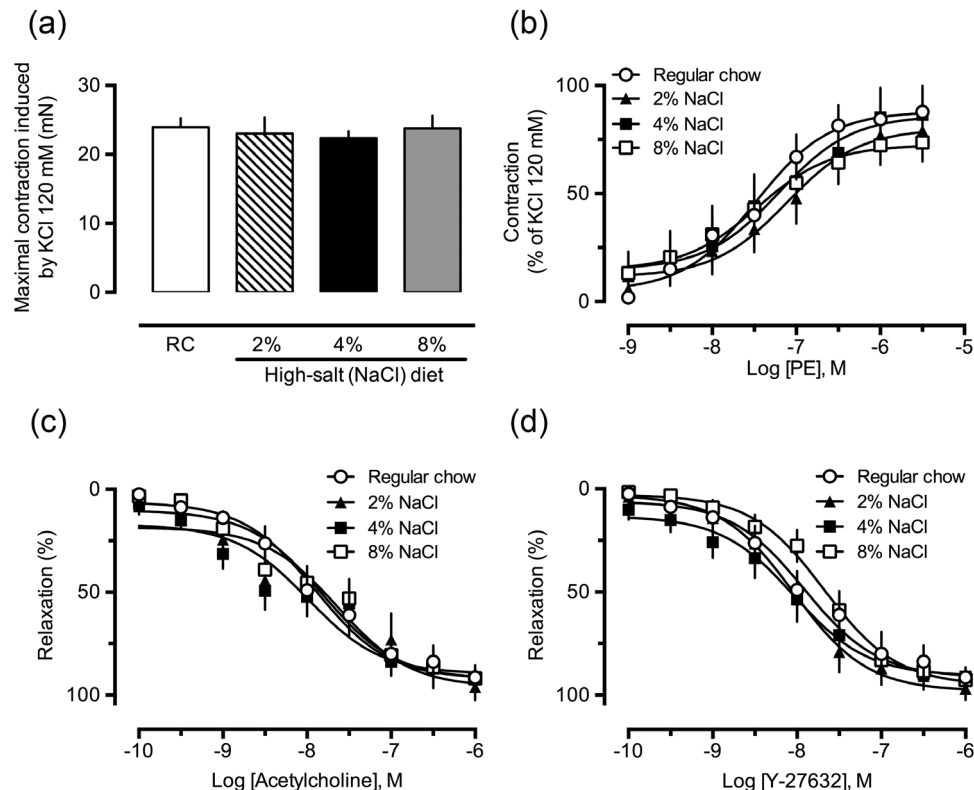 (a)
Maximal contraction induced
by KCl 120 mM (mN)
30
20
10
0
RC
2%
4%
8%
High-salt (NaCl) diet
(b)
Contraction
(% of KCl 120 mM)
100
50
0
Regular chow
2% NaCl
4% NaCl
8% NaCl
-9
-8
-7
-6
-5
Log [PE], M
(c)
Relaxation (%)
0
50
100
Regular chow
2% NaCl
4% NaCl
8% NaCl
-10
-9
-8
-7
-6
Log [Acetylcholine], M
(d)
Relaxation (%)
0
50
100
Regular chow
2% NaCl
4% NaCl
8% NaCl
-10
-9
-8
-7
-6
Log [Y-27632], M